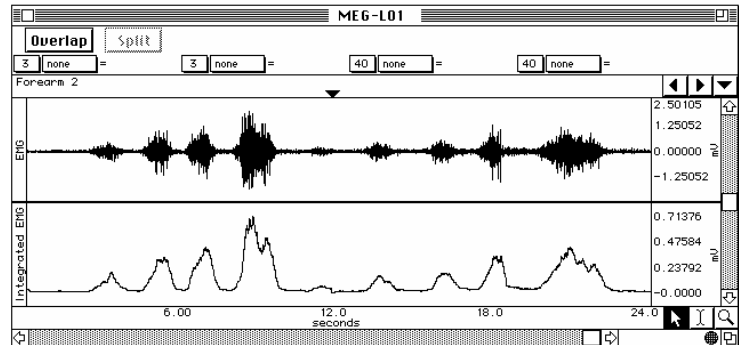 MEG-L01
Overlap Split
3 none = 3 none = 40 none = 40 none =
Forearm 2
EMG
2.50105
1.25052
0.00000 mV
-1.25052
Integrated EMG
0.71376
0.47584
0.23792 mV
-0.0000
6.00 12.0 18.0 24.0
seconds